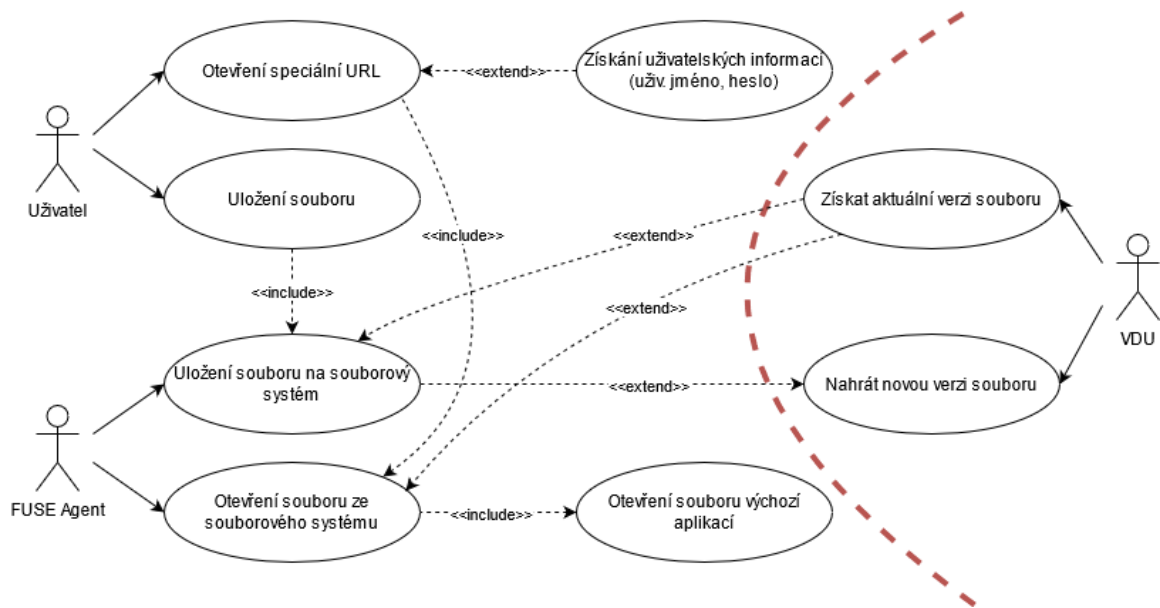 Otevření speciální URL
<<extend>>
Získání uživatelských informací
(uživ. jméno, heslo)
Uživatel
Uložení souboru
<<include>>
<<extend>>
Získat aktuální verzi souboru
<<include>>
<<extend>>
VDU
Uložení souboru na souborový
systém
<<extend>>
Nahrát novou verzi souboru
FUSE Agent
Otevření souboru ze
souborového systému
<<include>>
Otevření souboru výchozí
aplikací